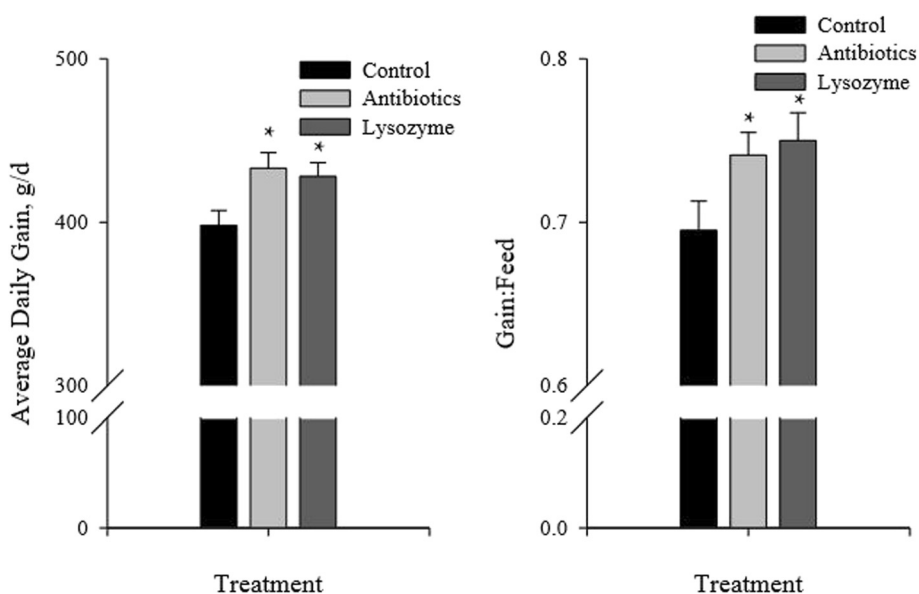 500
400
300
100
0
Average Daily Gain, g/d
Control
Antibiotics
Lysozyme
*
*
Treatment
0.8
0.7
0.6
0.2
0.0
Gain:Feed
Control
Antibiotics
Lysozyme
*
*
Treatment